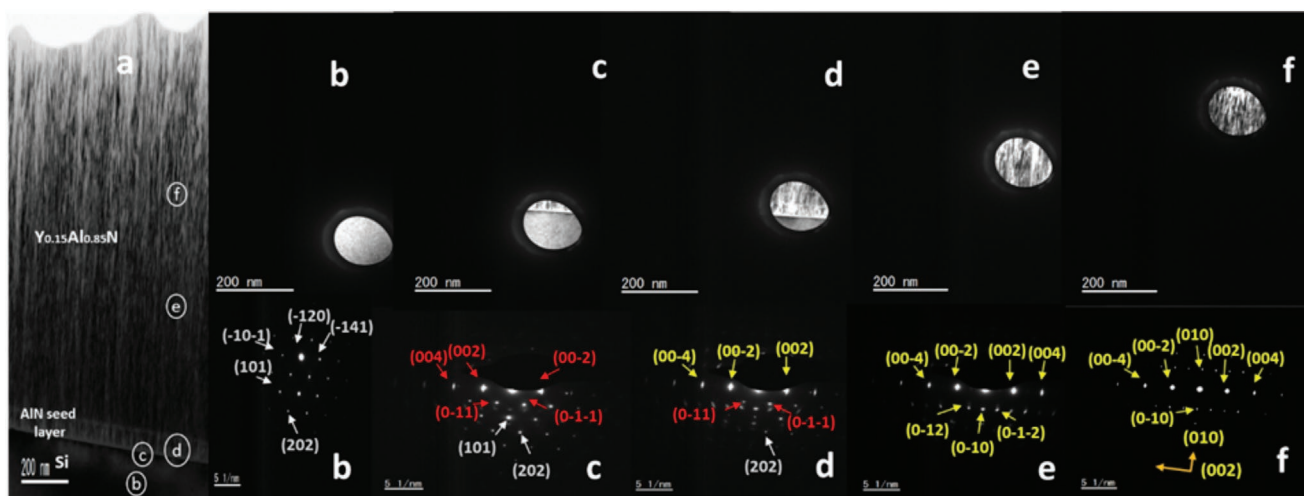 a
b
c
d
e
f
f
Y0.15Al0.85N
e
200 nm
200 nm
200 nm
200 nm
200 nm
AlN seed
layer
d
c
200 nm
Si
b
(-120)
(-10-1)
(-141)
(101)
(202)
5 1/nm
b
(004)
(002)
(00-2)
(0-11)
(0-1-1)
(101)
(202)
5 1/nm
c
(00-4)
(00-2)
(002)
(0-11)
(0-1-1)
(202)
5 1/nm
d
(00-4)
(00-2)
(002)
(004)
(0-12)
(0-10)
(0-1-2)
5 1/nm
e
(00-4)
(00-2)
(010)
(002)
(004)
(0-10)
(010)
(002)
5 1/nm
f